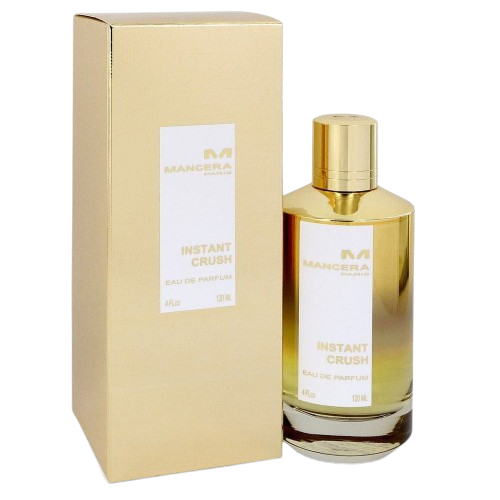 M
MANCERA
PARIS
INSTANT
CRUSH
EAU DE PARFUM
4 Fl.oz 120 ML
M
MANCERA
PARIS
INSTANT
CRUSH
EAU DE PARFUM
4 Fl.oz 120 ML